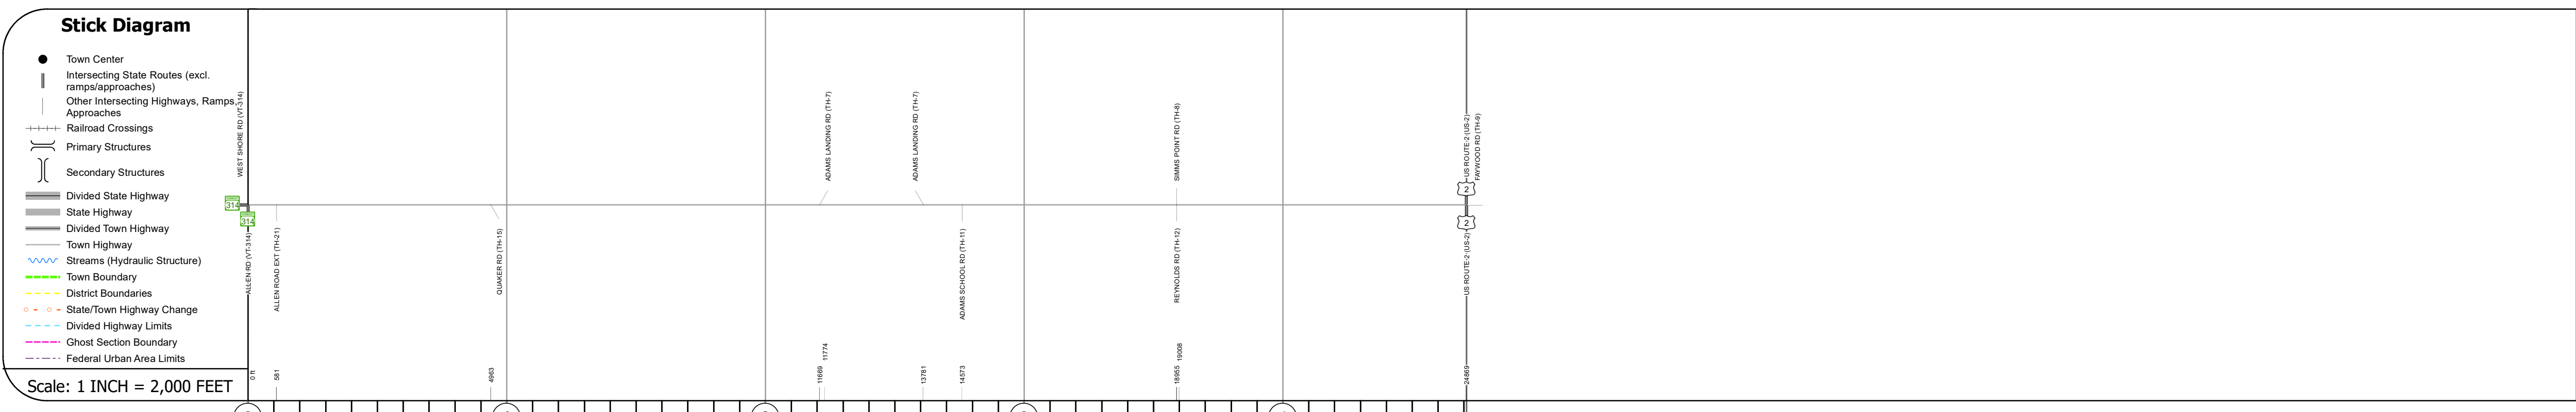 Stick Diagram
Town Center
Intersecting State Routes (excl.
ramps/approaches)
Other Intersecting Highways, Ramps,
Approaches
Railroad Crossings
Primary Structures
Secondary Structures
Divided State Highway
State Highway
Divided Town Highway
Town Highway
Streams (Hydraulic Structure)
Town Boundary
District Boundaries
State/Town Highway Change
Divided Highway Limits
Ghost Section Boundary
Federal Urban Area Limits
Scale: 1 INCH = 2,000 FEET
WEST SHORE RD (VT-314)
314
314
ALLEN RD (VT-314)
ALLEN ROAD EXT (TH-21)
QUAKER RD (TH-15)
ADAMS LANDING RD (TH-7)
ADAMS LANDING RD (TH-7)
ADAMS SCHOOL RD (TH-11)
SIMMS POINT RD (TH-8)
REYNOLDS RD (TH-12)
US ROUTE-2 (US-2)
FAYWOOD RD (TH-9)
2
2
US ROUTE-2 (US-2)
0 ft
581
4963
11669
11774
13781
14573
18955
19008
24869